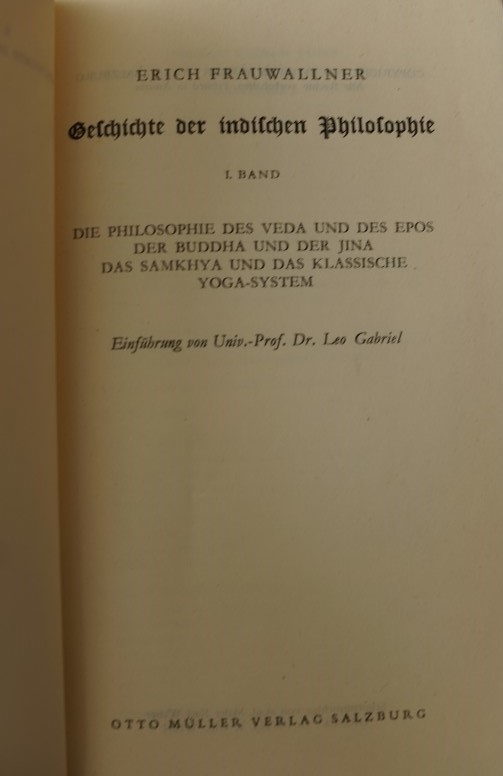 ERICH FRAUWALLNER
Geſchichte der indiſchen Philoſophie
I. BAND
DIE PHILOSOPHIE DES VEDA UND DES EPOS
DER BUDDHA UND DER JINA
DAS SAMKHYA UND DAS KLASSISCHE
YOGA-SYSTEM
Einführung von Univ.-Prof. Dr. Leo Gabriel
OTTO MÜLLER VERLAG SALZBURG